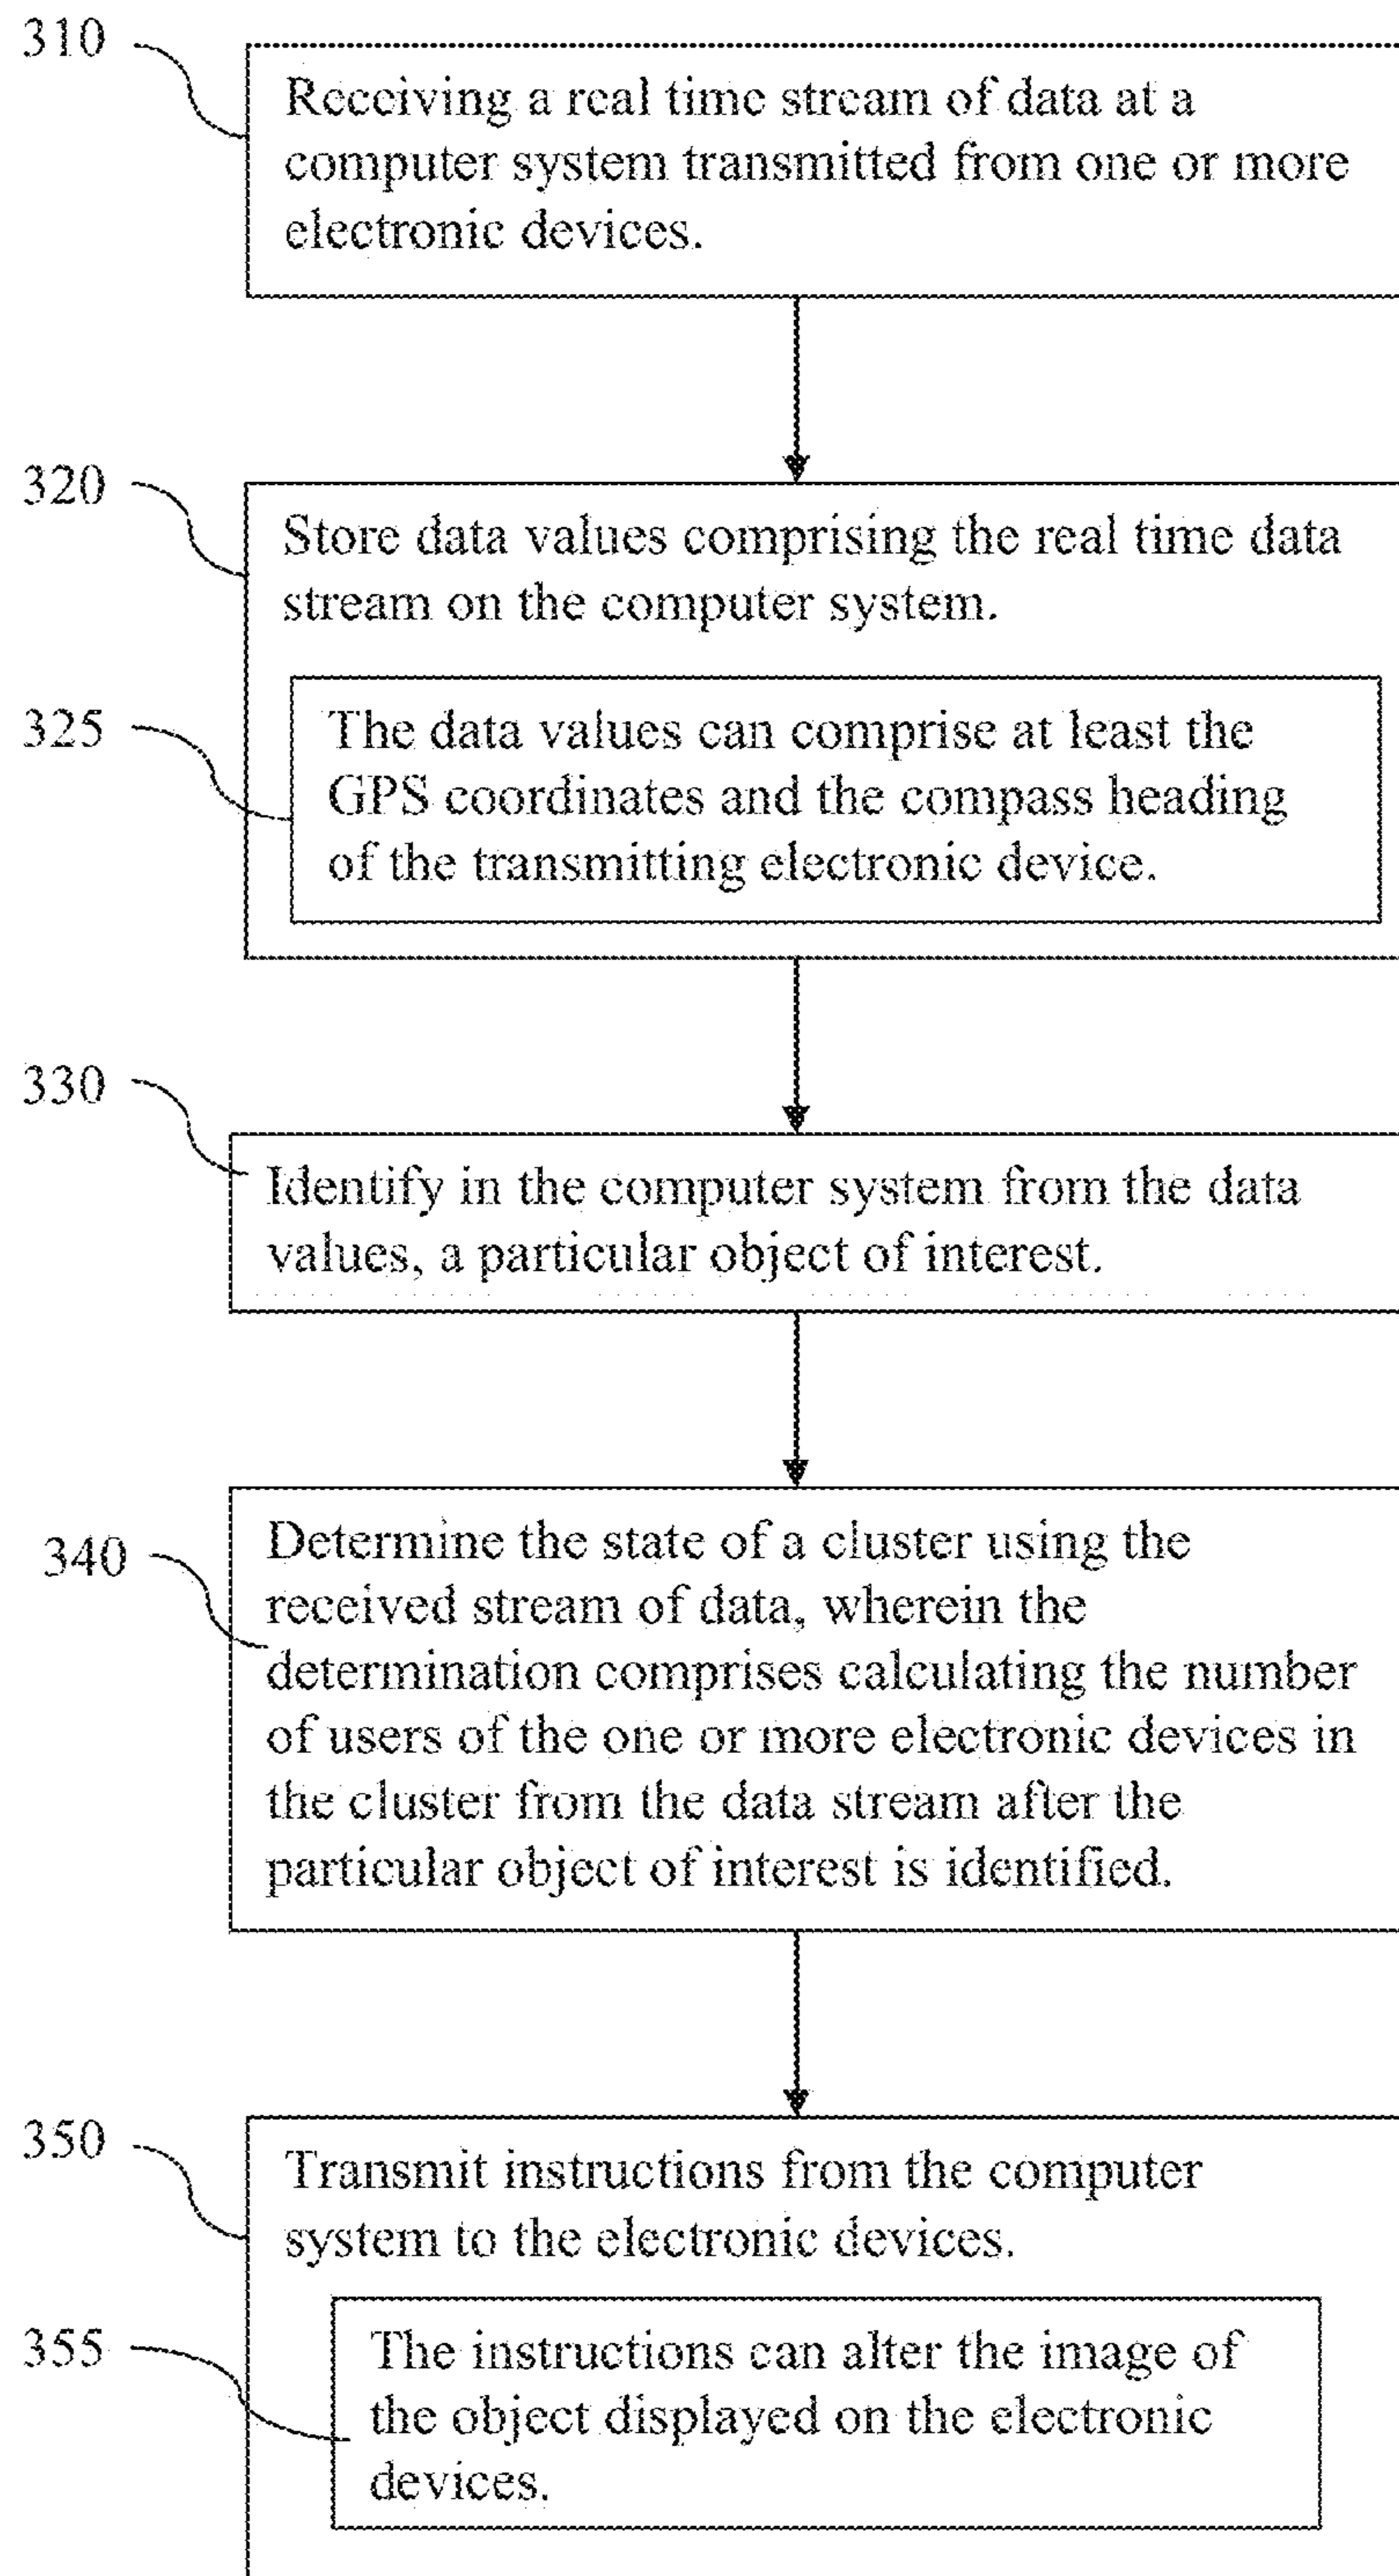 310
Receiving a real time stream of data at a
computer system transmitted from one or more
electronic devices.
320
Store data values comprising the real time data
stream on the computer system.
325
The data values can comprise at least the
GPS coordinates and the compass heading
of the transmitting electronic device.
330
Identify in the computer system from the data
values, a particular object of interest.
340
Determine the state of a cluster using the
received stream of data, wherein the
determination comprises calculating the number
of users of the one or more electronic devices in
the cluster from the data stream after the
particular object of interest is identified.
350
Transmit instructions from the computer
system to the electronic devices.
355
The instructions can alter the image of
the object displayed on the electronic
devices.